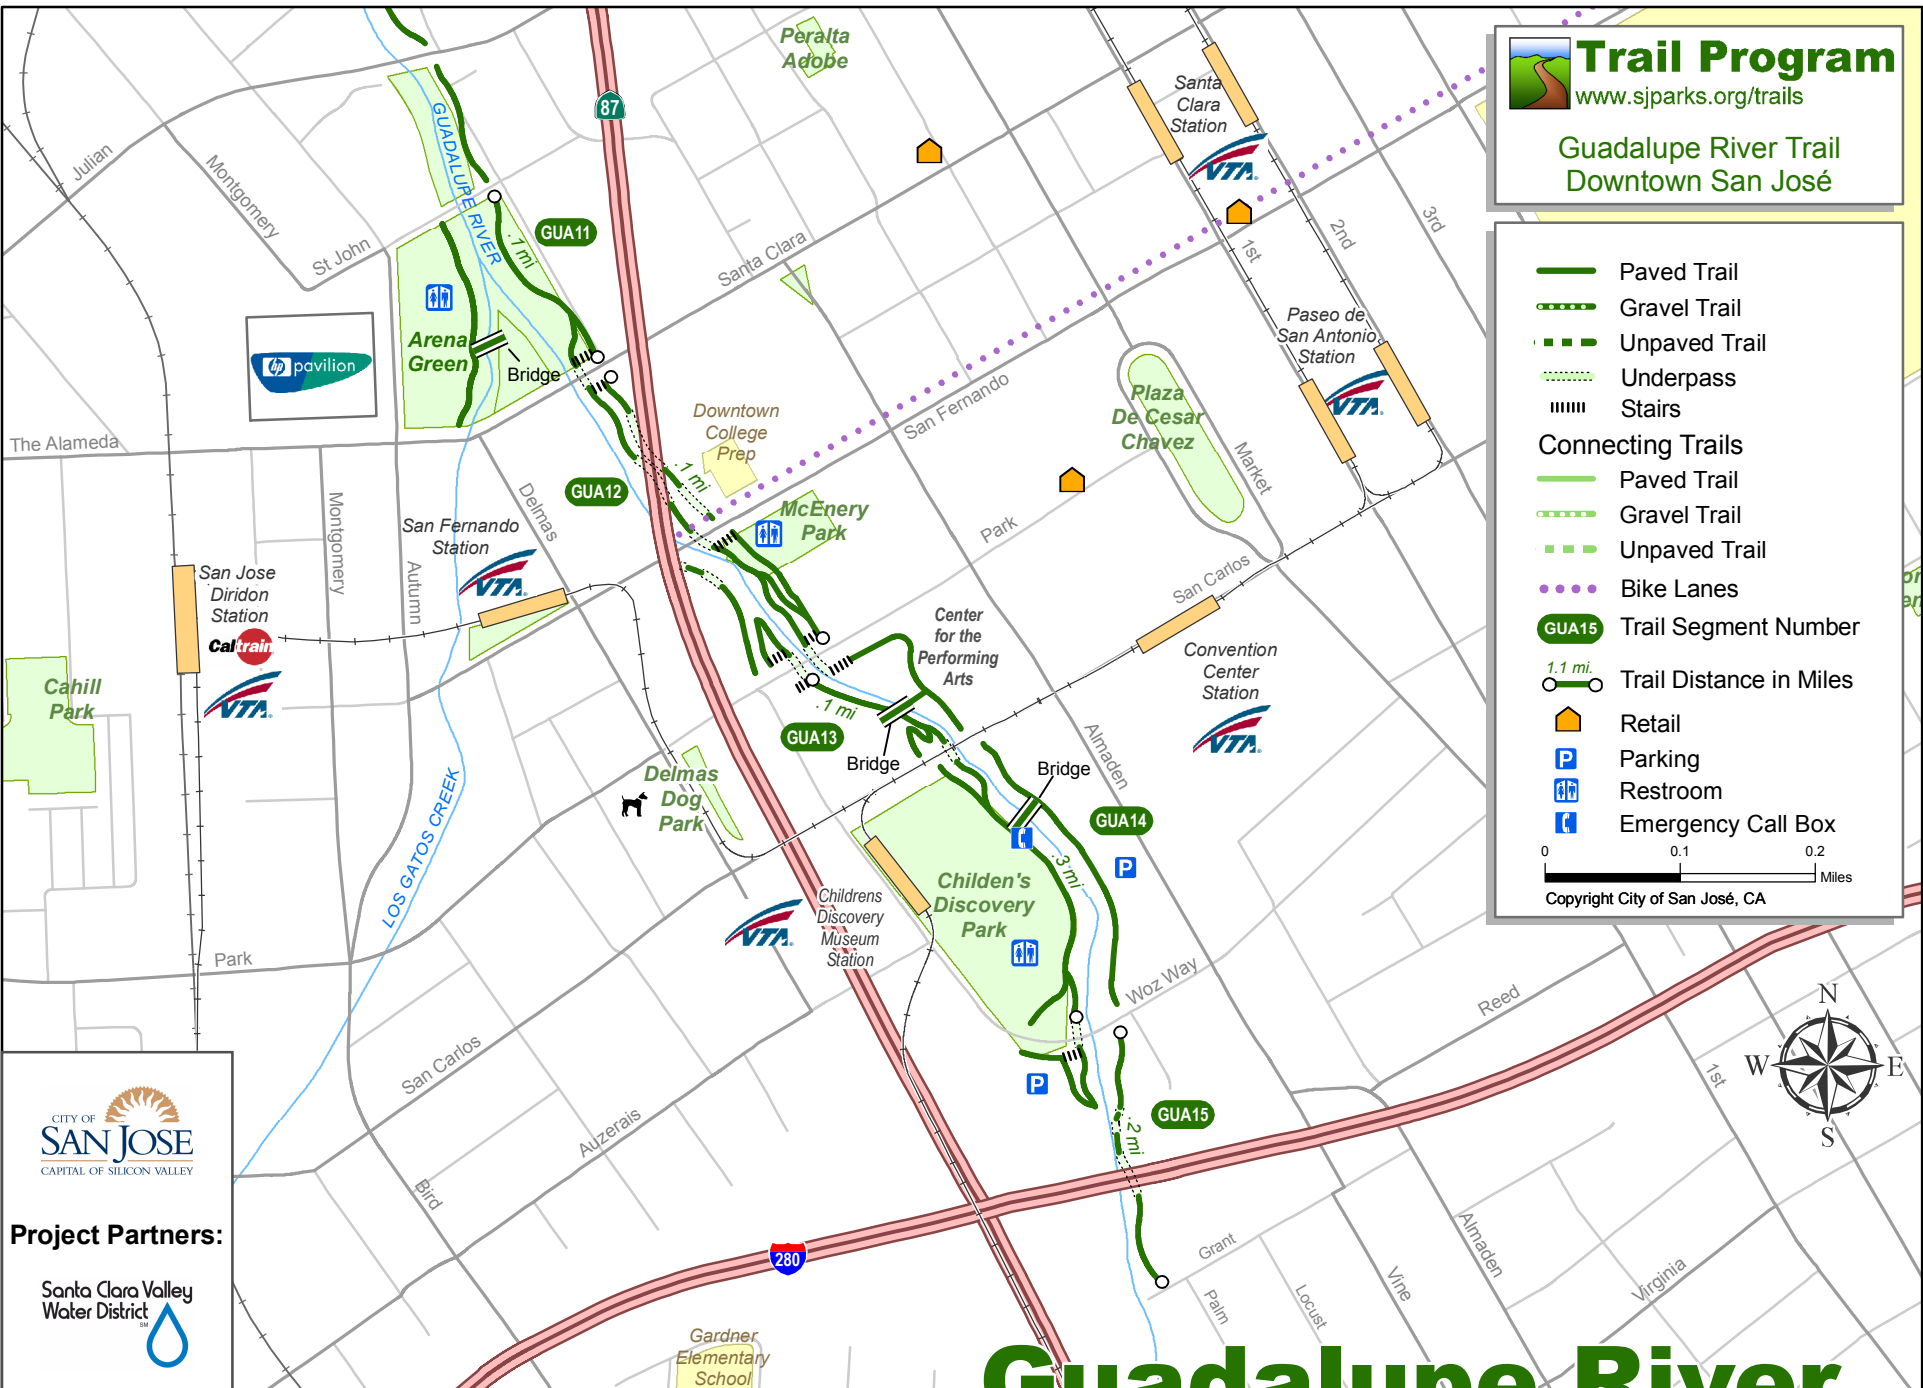 Trail Program
www.sjparks.org/trails
Guadalupe River Trail
Downtown San José
Paved Trail
Gravel Trail
Unpaved Trail
Underpass
Stairs
Connecting Trails
Paved Trail
Gravel Trail
Unpaved Trail
Bike Lanes
GUA15 Trail Segment Number
1.1 mi. Trail Distance in Miles
Retail
P Parking
Restroom
Emergency Call Box
0 0.1 0.2
Miles
Copyright City of San José, CA
Peralta
Adobe
87
Santa
Clara
Station
VTA
Julian
Montgomery
GUADALUPE RIVER
St John
GUA11
.1 mi
Santa Clara
1st
2nd
3rd
Arena
Green
Bridge
hp pavilion
Paseo de
San Antonio
Station
VTA
The Alameda
Downtown
College
Prep
San Fernando
Plaza
De Cesar
Chavez
Market
GUA12
.1 mi
McEnery
Park
Park
Montgomery
Autumn
Delmas
San Fernando
Station
VTA
San Jose
Diridon
Station
Caltrain
VTA
Cahill
Park
San Carlos
Center
for the
Performing
Arts
Convention
Center
Station
VTA
.1 mi
GUA13
Bridge
Bridge
Almaden
Delmas
Dog
Park
GUA14
P
.3 mi
LOS GATOS CREEK
Childen's
Discovery
Park
Childrens
Discovery
Museum
Station
VTA
Park
Woz Way
Reed
N
W E
S
1st
San Carlos
Auzerais
Bird
P
GUA15
.2 mi
280
Grant
Palm
Locust
Vine
Almaden
Virginia
CITY OF
SAN JOSE
CAPITAL OF SILICON VALLEY
Project Partners:
Santa Clara Valley
Water District
SM
Gardner
Elementary
School
Guadalupe River